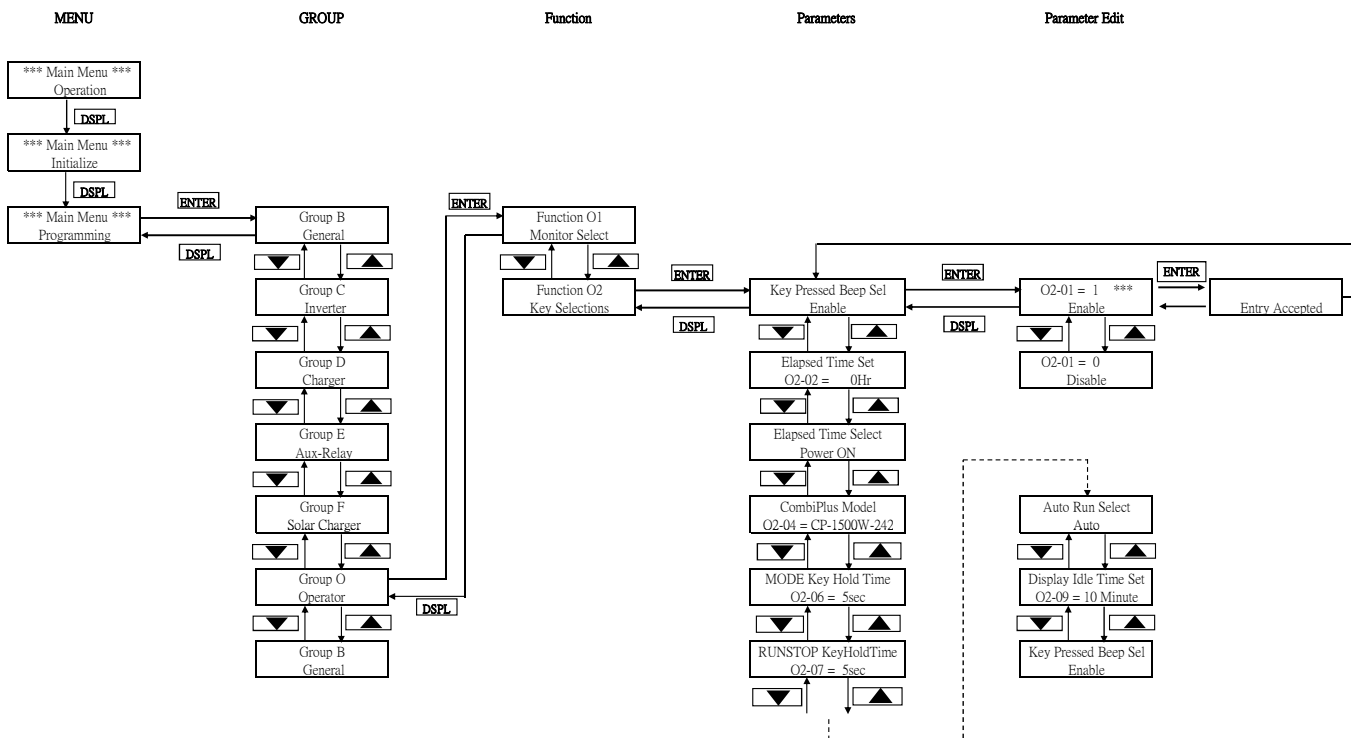 MENU
GROUP
Function
Parameters
Parameter Edit
*** Main Menu ***
Operation
DSPL
*** Main Menu ***
Initialize
DSPL
*** Main Menu ***
Programming
ENTER
DSPL
Group B
General
Group C
Inverter
Group D
Charger
Group E
Aux-Relay
Group F
Solar Charger
Group O
Operator
Group B
General
ENTER
DSPL
Function O1
Monitor Select
Function O2
Key Selections
ENTER
DSPL
Key Pressed Beep Sel
Enable
Elapsed Time Set
O2-02 = 0Hr
Elapsed Time Select
Power ON
CombiPlus Model
O2-04 = CP-1500W-242
MODE Key Hold Time
O2-06 = 5sec
RUNSTOP KeyHoldTime
O2-07 = 5sec
ENTER
DSPL
O2-01 = 1 ***
Enable
O2-01 = 0
Disable
ENTER
Entry Accepted
Auto Run Select
Auto
Display Idle Time Set
O2-09 = 10 Minute
Key Pressed Beep Sel
Enable